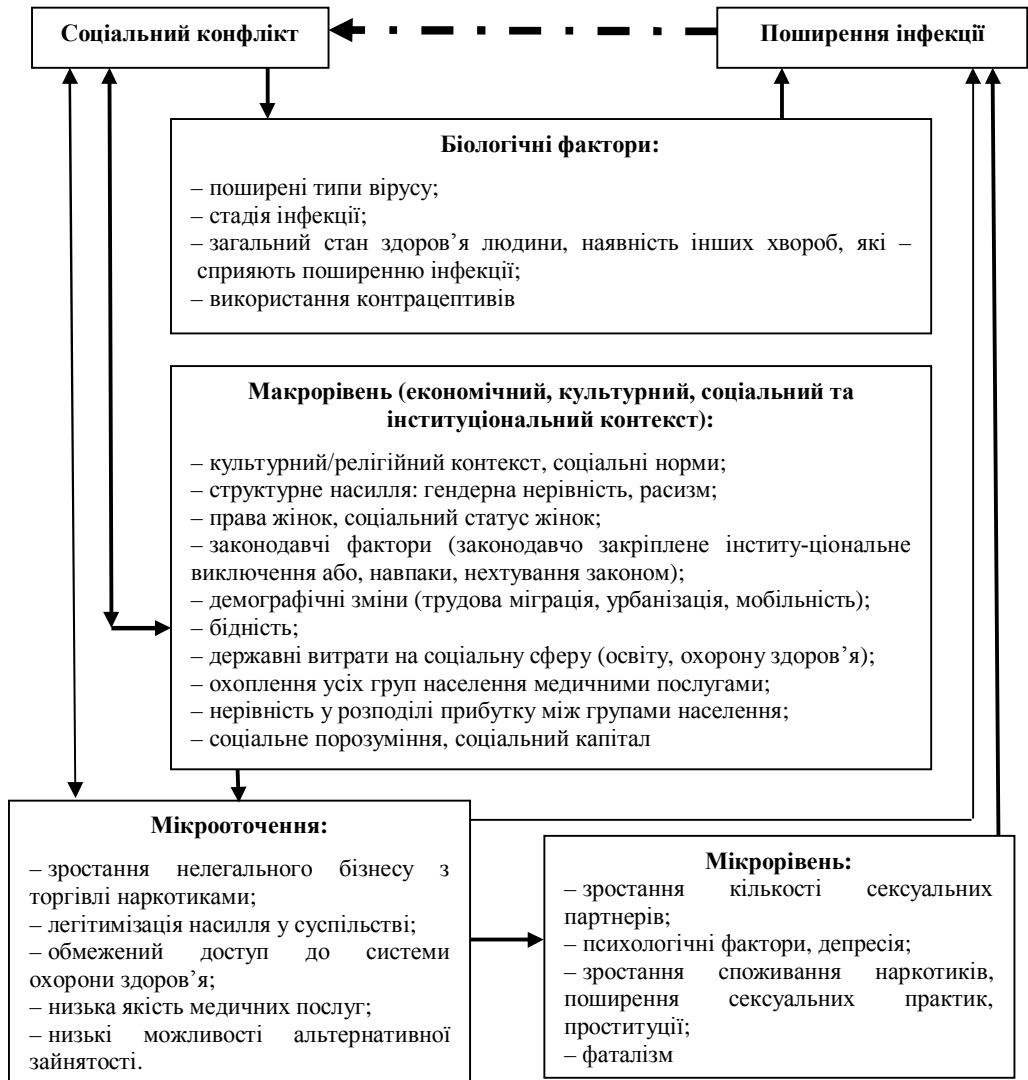 Соціальний конфлікт
Поширення інфекції
Біологічні фактори:
– поширені типи вірусу;
– стадія інфекції;
– загальний стан здоров’я людини, наявність інших хвороб, які –
сприяють поширенню інфекції;
– використання контрацептивів
Макрорівень (економічний, культурний, соціальний та
інституціональний контекст):
– культурний/релігійний контекст, соціальні норми;
– структурне насилля: гендерна нерівність, расизм;
– права жінок, соціальний статус жінок;
– законодавчі фактори (законодавчо закріплене інститу-ціональне
виключення або, навпаки, нехтування законом);
– демографічні зміни (трудова міграція, урбанізація, мобільність);
– бідність;
– державні витрати на соціальну сферу (освіту, охорону здоров’я);
– охоплення усіх груп населення медичними послугами;
– нерівність у розподілі прибутку між групами населення;
– соціальне порозуміння, соціальний капітал
Мікрооточення:
– зростання нелегального бізнесу з
торгівлі наркотиками;
– легітимізація насилля у суспільстві;
– обмежений доступ до системи
охорони здоров’я;
– низька якість медичних послуг;
– низькі можливості альтернативної
зайнятості.
Мікрорівень:
– зростання кількості сексуальних
партнерів;
– психологічні фактори, депресія;
– зростання споживання наркотиків,
поширення сексуальних практик,
проституції;
– фаталізм